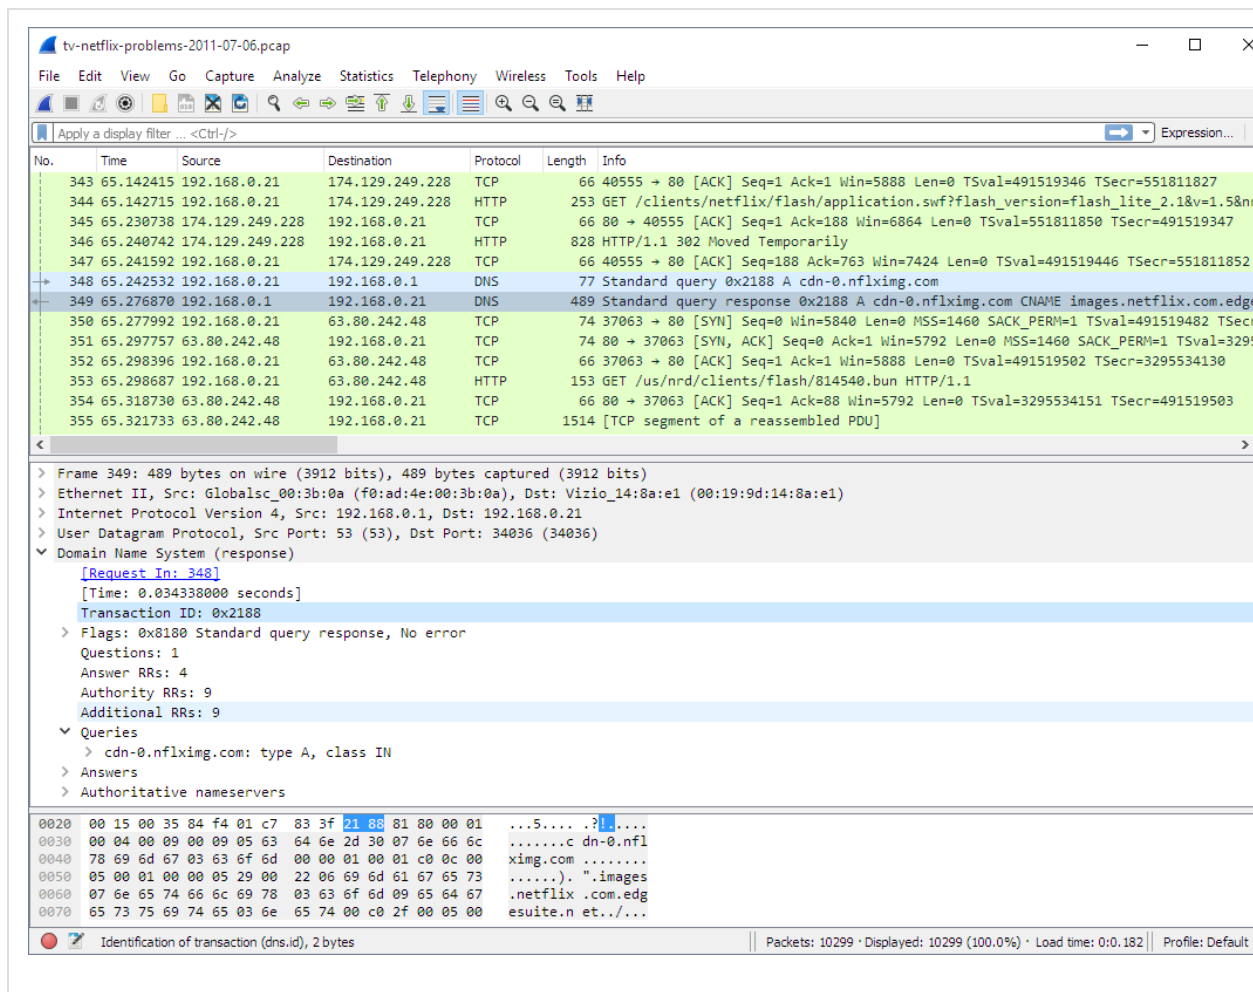 tv-netflix-problems-2011-07-06.pcap
File Edit View Go Capture Analyze Statistics Telephony Wireless Tools Help
Apply a display filter ... <Ctrl-/> Expression...
No. Time Source Destination Protocol Length Info
343 65.142415 192.168.0.21 174.129.249.228 TCP 66 40555 → 80 [ACK] Seq=1 Ack=1 Win=5888 Len=0 TSval=491519346 TSecr=551811827
344 65.142715 192.168.0.21 174.129.249.228 HTTP 253 GET /clients/netflix/flash/application.swf?flash_version=flash_lite_2.1&v=1.5&n
345 65.230738 174.129.249.228 192.168.0.21 TCP 66 80 → 40555 [ACK] Seq=1 Ack=188 Win=6864 Len=0 TSval=551811850 TSecr=491519347
346 65.240742 174.129.249.228 192.168.0.21 HTTP 828 HTTP/1.1 302 Moved Temporarily
347 65.241592 192.168.0.21 174.129.249.228 TCP 66 40555 → 80 [ACK] Seq=188 Ack=763 Win=7424 Len=0 TSval=491519446 TSecr=551811852
348 65.242532 192.168.0.21 192.168.0.1 DNS 77 Standard query 0x2188 A cdn-0.nflximg.com
349 65.276870 192.168.0.1 192.168.0.21 DNS 489 Standard query response 0x2188 A cdn-0.nflximg.com CNAME images.netflix.com.edge
350 65.277992 192.168.0.21 63.80.242.48 TCP 74 37063 → 80 [SYN] Seq=0 Win=5840 Len=0 MSS=1460 SACK_PERM=1 TSval=491519482 TSec
351 65.297757 63.80.242.48 192.168.0.21 TCP 74 80 → 37063 [SYN, ACK] Seq=0 Ack=1 Win=5792 Len=0 MSS=1460 SACK_PERM=1 TSval=3295
352 65.298396 192.168.0.21 63.80.242.48 TCP 66 37063 → 80 [ACK] Seq=1 Ack=1 Win=5888 Len=0 TSval=491519502 TSecr=3295534130
353 65.298687 192.168.0.21 63.80.242.48 HTTP 153 GET /us/nrd/clients/flash/814540.bun HTTP/1.1
354 65.318730 63.80.242.48 192.168.0.21 TCP 66 80 → 37063 [ACK] Seq=1 Ack=88 Win=5792 Len=0 TSval=3295534151 TSecr=491519503
355 65.321733 63.80.242.48 192.168.0.21 TCP 1514 [TCP segment of a reassembled PDU]
Frame 349: 489 bytes on wire (3912 bits), 489 bytes captured (3912 bits)
Ethernet II, Src: Globalsc_00:3b:0a (f0:ad:4e:00:3b:0a), Dst: Vizio_14:8a:e1 (00:19:9d:14:8a:e1)
Internet Protocol Version 4, Src: 192.168.0.1, Dst: 192.168.0.21
User Datagram Protocol, Src Port: 53 (53), Dst Port: 34036 (34036)
Domain Name System (response)
[Request In: 348]
[Time: 0.034338000 seconds]
Transaction ID: 0x2188
Flags: 0x8180 Standard query response, No error
Questions: 1
Answer RRs: 4
Authority RRs: 9
Additional RRs: 9
Queries
cdn-0.nflximg.com: type A, class IN
Answers
Authoritative nameservers
0020 00 15 00 35 84 f4 01 c7 83 3f 21 88 81 80 00 01 ...5.... .?!.....
0030 00 04 00 09 00 09 05 63 64 6e 2d 30 07 6e 66 6c .......c dn-0.nfl
0040 78 69 6d 67 03 63 6f 6d 00 00 01 00 01 c0 0c 00 ximg.com ........
0050 05 00 01 00 00 05 29 00 22 06 69 6d 61 67 65 73 ......). ".images
0060 07 6e 65 74 66 6c 69 78 03 63 6f 6d 09 65 64 67 .netflix .com.edg
0070 65 73 75 69 74 65 03 6e 65 74 00 c0 2f 00 05 00 esuite.n et../...
Identification of transaction (dns.id), 2 bytes Packets: 10299 · Displayed: 10299 (100.0%) · Load time: 0:0.182 Profile: Default